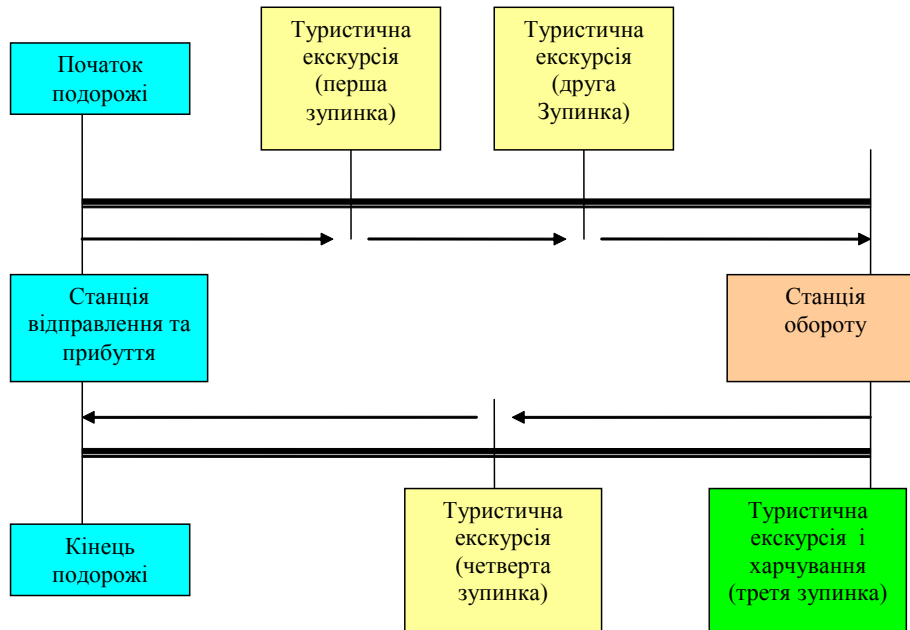 Початок
подорожі
Туристична
екскурсія
(перша
зупинка)
Туристична
екскурсія
(друга
Зупинка)
Станція
відправлення та
прибуття
Станція
обороту
Кінець
подорожі
Туристична
екскурсія
(четверта
зупинка)
Туристична
екскурсія і
харчування
(третя зупинка)